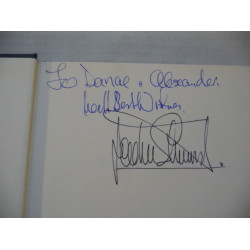 To Danae & Alexander
with Best Wishes